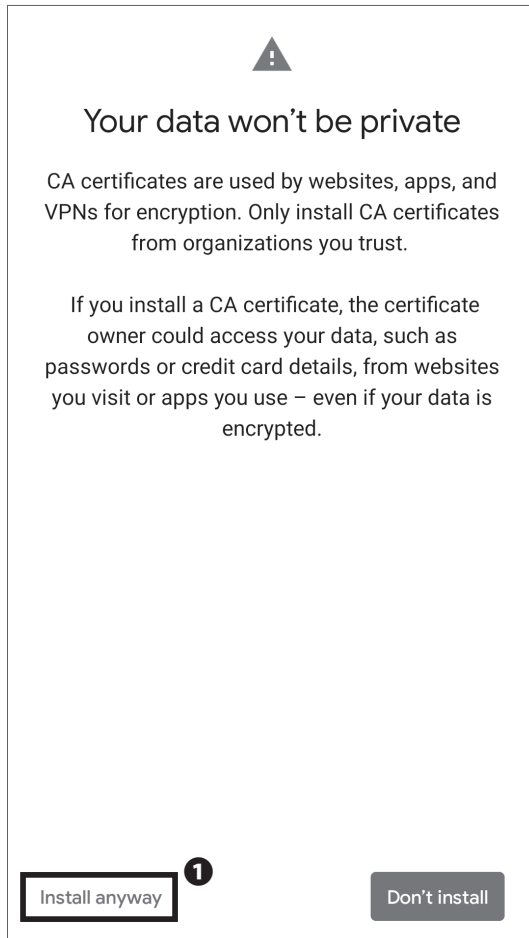 Your data won’t be private
CA certificates are used by websites, apps, and
VPNs for encryption. Only install CA certificates
from organizations you trust.
If you install a CA certificate, the certificate
owner could access your data, such as
passwords or credit card details, from websites
you visit or apps you use – even if your data is
encrypted.
1
Install anyway
Don’t install